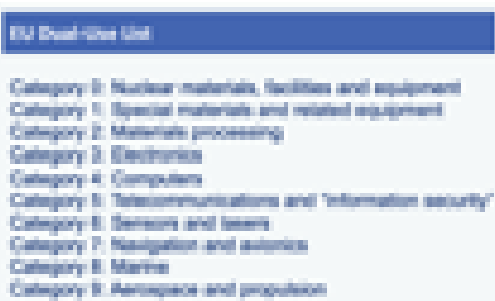 EU Dual-Use List
Category 0: Nuclear materials, facilities and equipment
Category 1: Special materials and related equipment
Category 2: Materials processing
Category 3: Electronics
Category 4: Computers
Category 5: Telecommunications and "information security"
Category 6: Sensors and lasers
Category 7: Navigation and avionics
Category 8: Marine
Category 9: Aerospace and propulsion